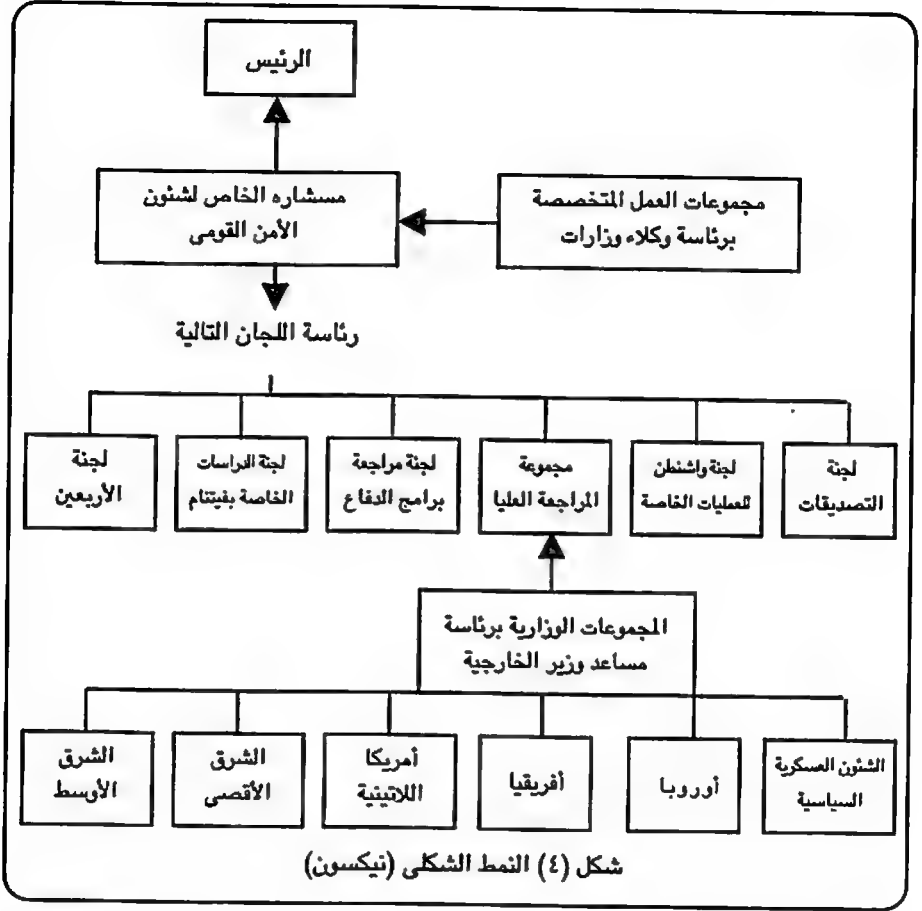 الرئيس
مسشاره الخاص لشئون
الأمن القومى
مجموعات العمل المتخصصة
برئاسة وكلاء وزارات
رئاسة اللجان التالية
لجنة
التصديقات
لجنة واشنطن
للعمليات الخاصة
مجموعة
المراجعة العليا
لجنة مراجعة
برامج الدفاع
لجنة الدراسات
الخاصة بفيتنام
لجنة
الأربعين
المجموعات الوزارية برئاسة
مساعد وزير الخارجية
الشئون العسكرية
السياسية
أوروبا
أفريقيا
أمريكا
اللاتينية
الشرق
الأقصى
الشرق
الأوسط
شكل (٤) النمط الشكلى (نيكسون)